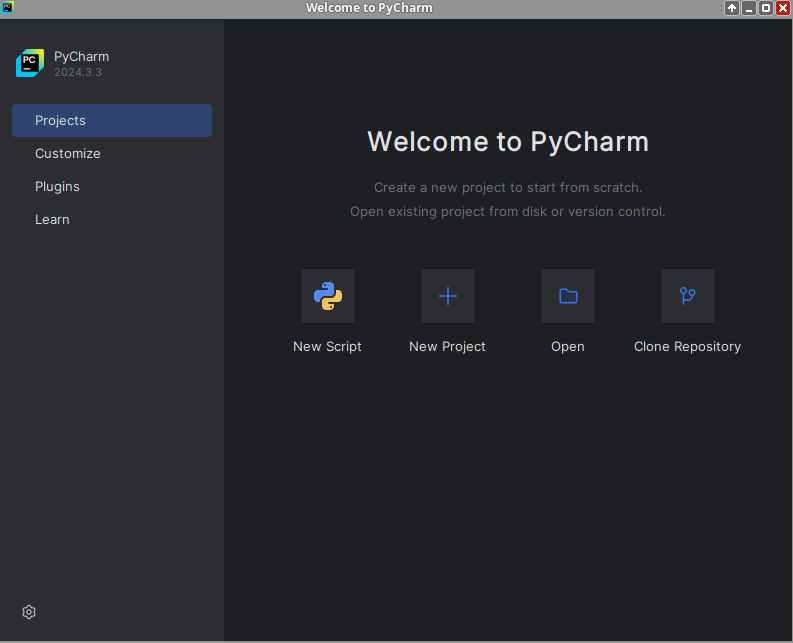 Welcome to PyCharm
PC
PyCharm
2024.3.3
Projects
Customize
Plugins
Learn
Welcome to PyCharm
Create a new project to start from scratch.
Open existing project from disk or version control.
New Script
New Project
Open
Clone Repository